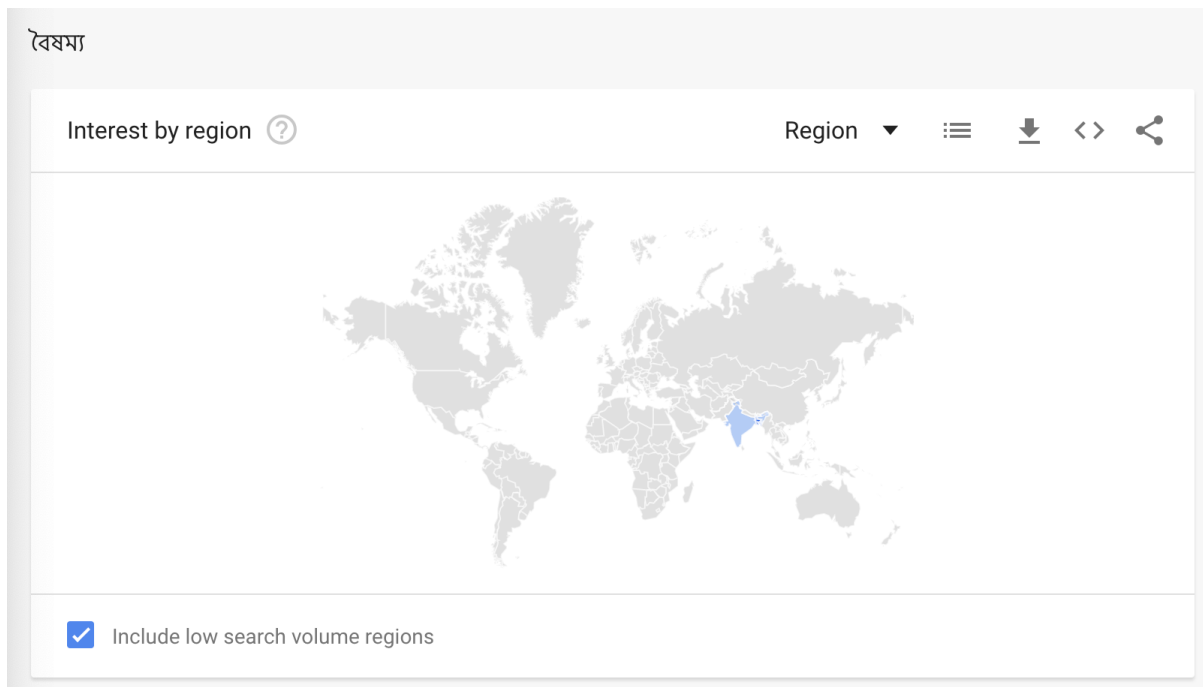 বৈষম্য
Interest by region
Region
Include low search volume regions